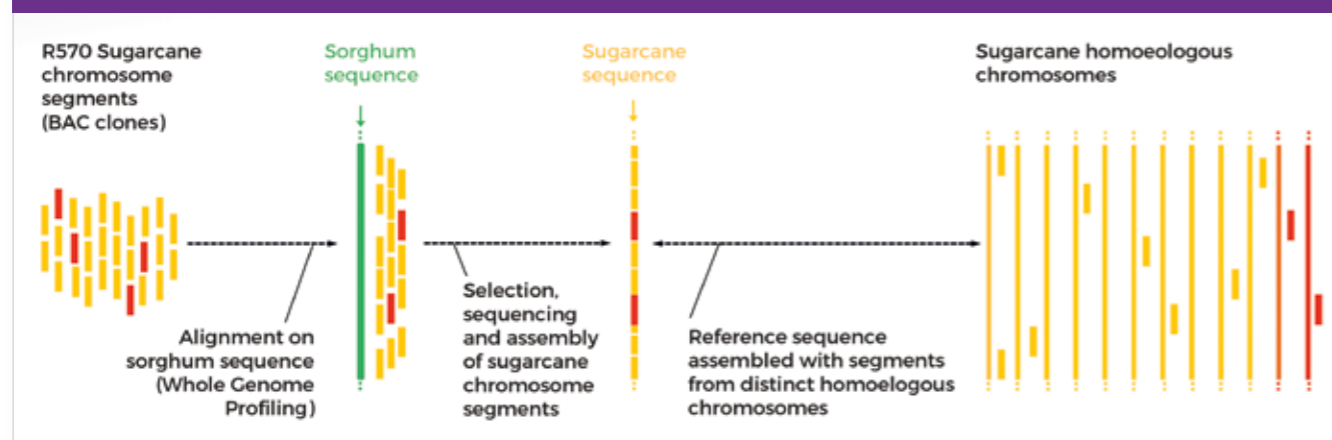 R570 Sugarcane
chromosome
segments
(BAC clones)
Sorghum
sequence
Sugarcane
sequence
Sugarcane homoeologous
chromosomes
Alignment on
sorghum sequence
(Whole Genome
Profiling)
Selection,
sequencing
and assembly
of sugarcane
chromosome
segments
Reference sequence
assembled with segments
from distinct homoelogous
chromosomes